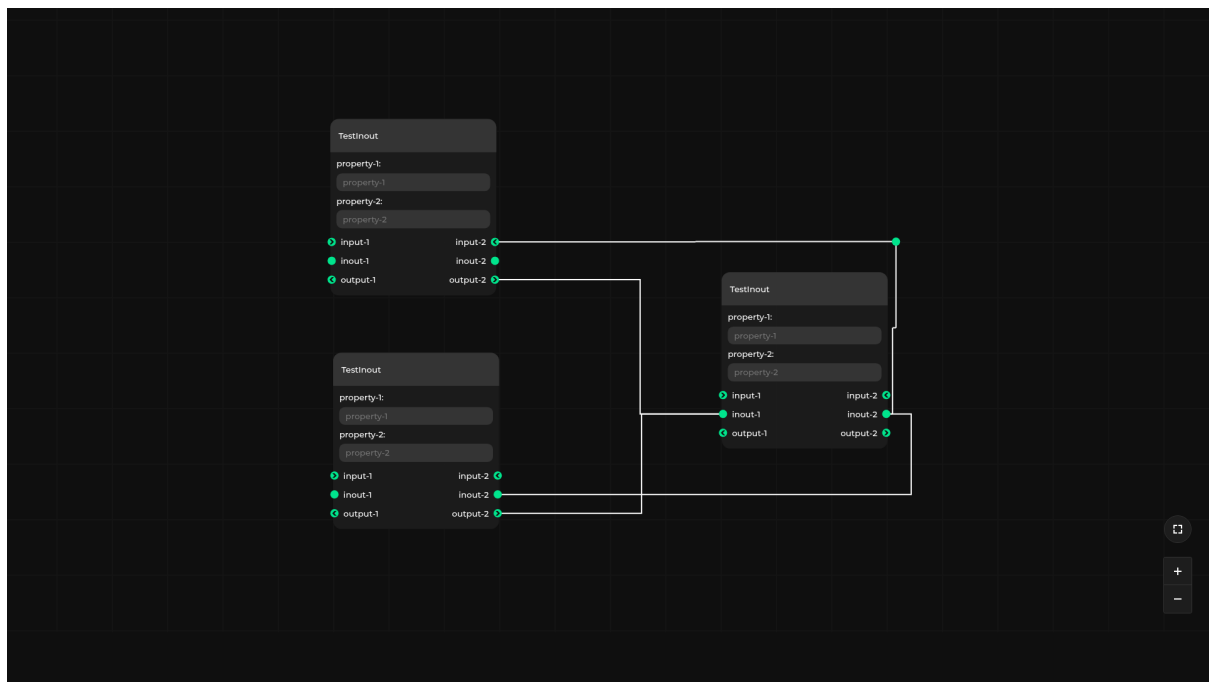 TestInout
property-1:
property-1
property-2:
property-2
input-1 input-2
inout-1 inout-2
output-1 output-2
TestInout
property-1:
property-1
property-2:
property-2
input-1 input-2
inout-1 inout-2
output-1 output-2
TestInout
property-1:
property-1
property-2:
property-2
input-1 input-2
inout-1 inout-2
output-1 output-2